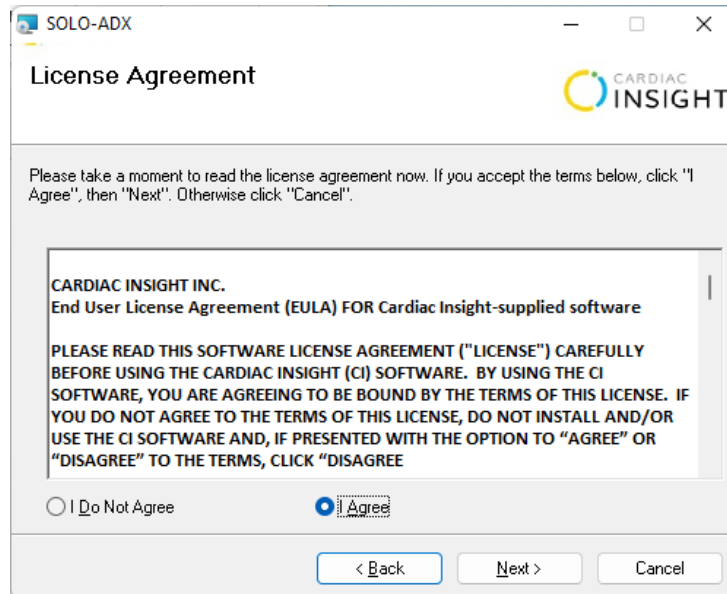 SOLO-ADX
License Agreement
CARDIAC
INSIGHT
Please take a moment to read the license agreement now. If you accept the terms below, click "I
Agree", then "Next". Otherwise click "Cancel".
CARDIAC INSIGHT INC.
End User License Agreement (EULA) FOR Cardiac Insight-supplied software
PLEASE READ THIS SOFTWARE LICENSE AGREEMENT ("LICENSE") CAREFULLY
BEFORE USING THE CARDIAC INSIGHT (CI) SOFTWARE.  BY USING THE CI
SOFTWARE, YOU ARE AGREEING TO BE BOUND BY THE TERMS OF THIS LICENSE.  IF
YOU DO NOT AGREE TO THE TERMS OF THIS LICENSE, DO NOT INSTALL AND/OR
USE THE CI SOFTWARE AND, IF PRESENTED WITH THE OPTION TO “AGREE” OR
“DISAGREE” TO THE TERMS, CLICK “DISAGREE
I Do Not Agree
I Agree
< Back
Next >
Cancel